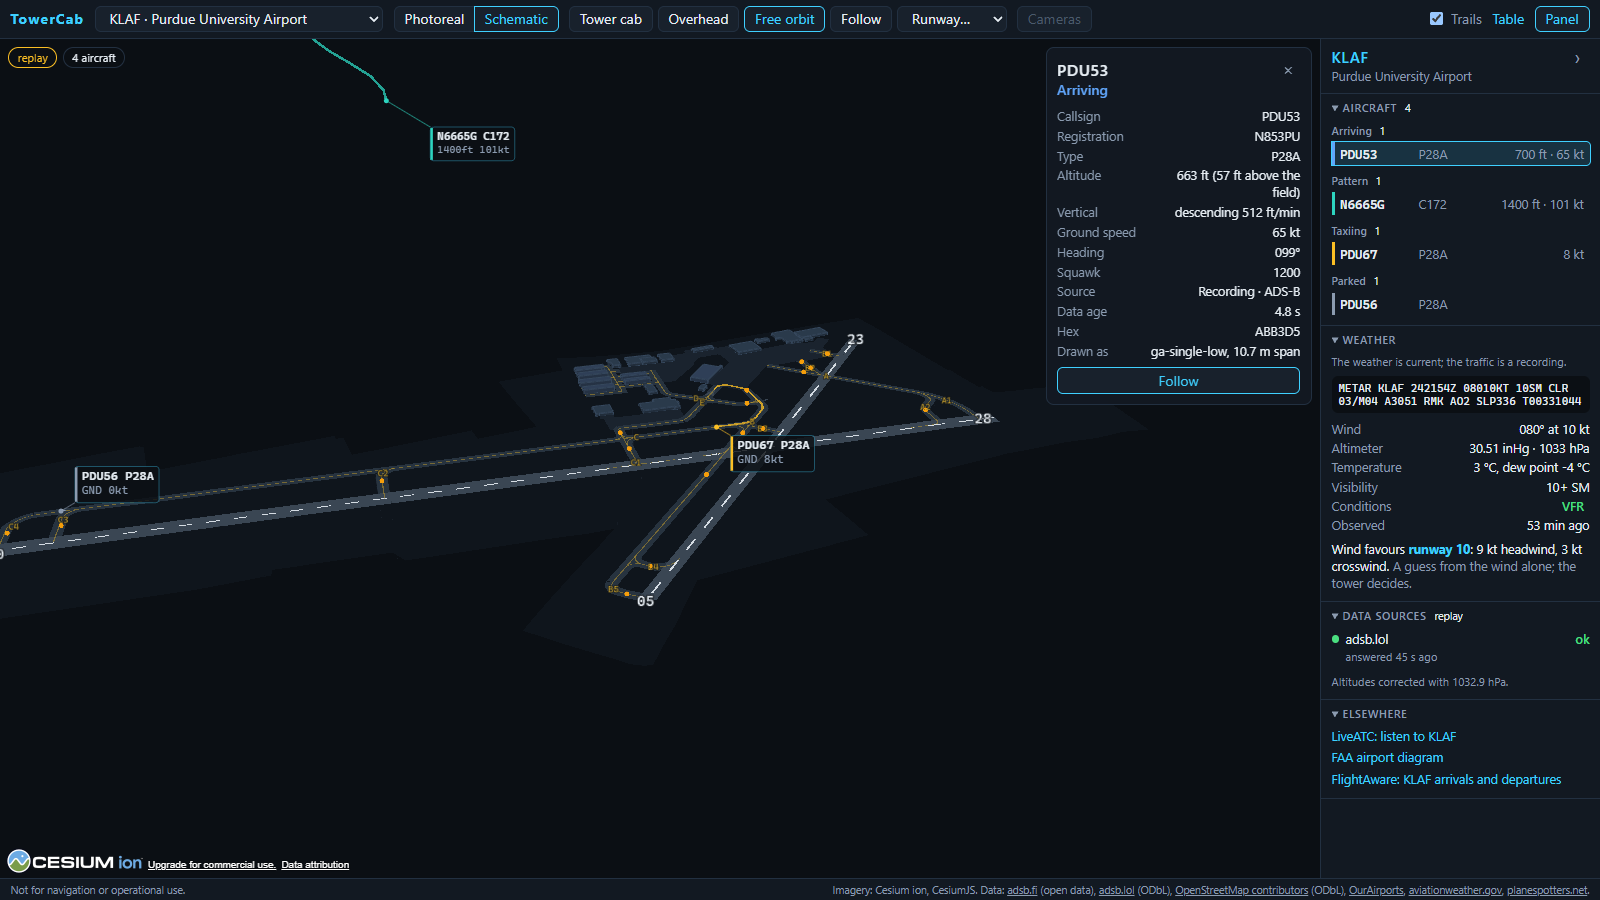 TowerCab
KLAF · Purdue University Airport
Photoreal
Schematic
Tower cab
Overhead
Free orbit
Follow
Runway...
Cameras
Trails
Table
Panel
replay
4 aircraft
N6665G C172
1400ft 101kt
PDU56 P28A
GND 0kt
PDU67 P28A
GND 8kt
23
28
05
C4
C3
C2
C
C1
D
E
A1
A2
B4
B5
PDU53
×
Arriving
Callsign PDU53
Registration N853PU
Type P28A
Altitude 663 ft (57 ft above the
field)
Vertical descending 512 ft/min
Ground speed 65 kt
Heading 099°
Squawk 1200
Source Recording · ADS-B
Data age 4.8 s
Hex ABB3D5
Drawn as ga-single-low, 10.7 m span
Follow
KLAF
Purdue University Airport
AIRCRAFT 4
Arriving 1
PDU53 P28A 700 ft · 65 kt
Pattern 1
N6665G C172 1400 ft · 101 kt
Taxiing 1
PDU67 P28A 8 kt
Parked 1
PDU56 P28A
WEATHER
The weather is current; the traffic is a recording.
METAR KLAF 242154Z 08010KT 10SM CLR
03/M04 A3051 RMK AO2 SLP336 T00331044
Wind 080° at 10 kt
Altimeter 30.51 inHg · 1033 hPa
Temperature 3 °C, dew point -4 °C
Visibility 10+ SM
Conditions VFR
Observed 53 min ago
Wind favours runway 10: 9 kt headwind, 3 kt
crosswind. A guess from the wind alone; the
tower decides.
DATA SOURCES replay
adsb.lol ok
answered 45 s ago
Altitudes corrected with 1032.9 hPa.
ELSEWHERE
LiveATC: listen to KLAF
FAA airport diagram
FlightAware: KLAF arrivals and departures
CESIUM ion Upgrade for commercial use. Data attribution
Not for navigation or operational use.
Imagery: Cesium ion, CesiumJS. Data: adsb.fi (open data), adsb.lol (ODbL), OpenStreetMap contributors (ODbL), OurAirports, aviationweather.gov, planespotters.net.